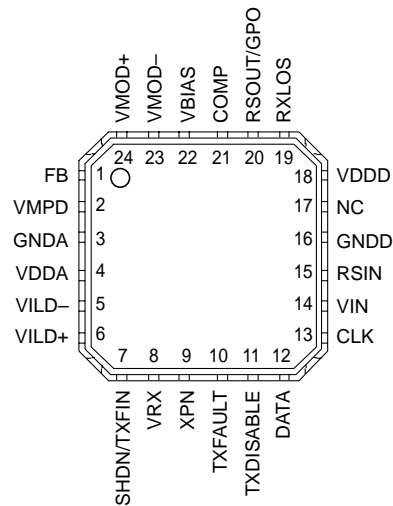 VMOD+
VMOD–
VBIAS
COMP
RSOUT/GPO
RXLOS
24
23
22
21
20
19
FB
1
VMPD
2
GNDA
3
VDDA
4
VILD–
5
VILD+
6
18
VDDD
17
NC
16
GNDD
15
RSIN
14
VIN
13
CLK
7
8
9
10
11
12
SHDN/TXFIN
VRX
XPN
TXFAULT
TXDISABLE
DATA